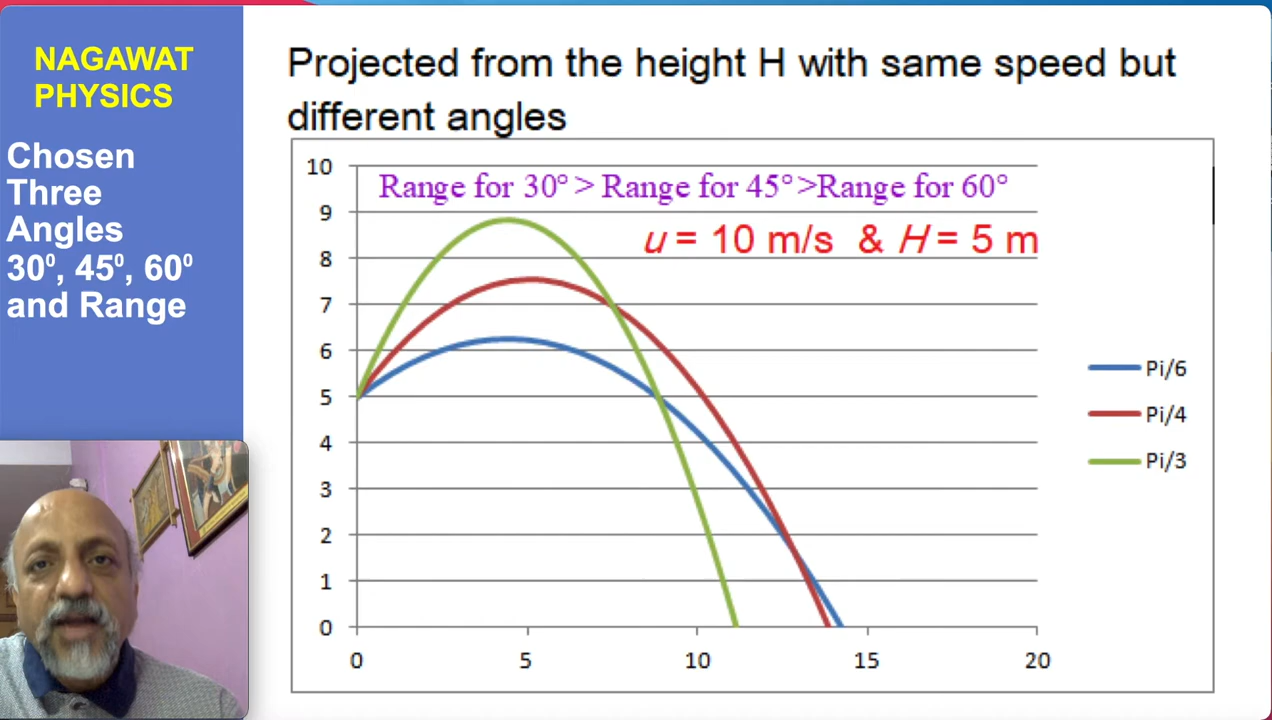 NAGAWAT
PHYSICS
Chosen
Three
Angles
30⁰, 45⁰, 60⁰
and Range
Projected from the height H with same speed but
different angles
Range for 30° > Range for 45° >Range for 60°
u = 10 m/s & H = 5 m
10
9
8
7
6
5
4
3
2
1
0
0 5 10 15 20
Pi/6
Pi/4
Pi/3